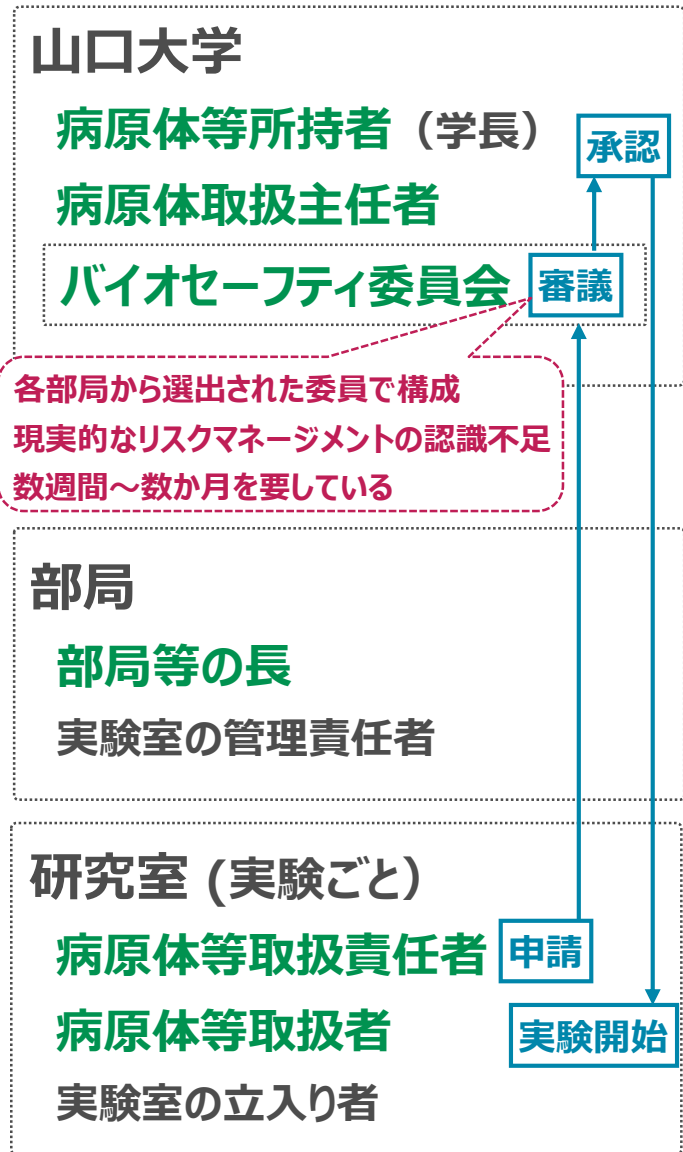 山口大学
病原体等所持者（学長）
承認
病原体取扱主任者
バイオセーフティ委員会
審議
各部局から選出された委員で構成
現実的なリスクマネージメントの認識不足
数週間～数か月を要している
部局
部局等の長
実験室の管理責任者
研究室 (実験ごと）
病原体等取扱責任者
申請
病原体等取扱者
実験開始
実験室の立入り者